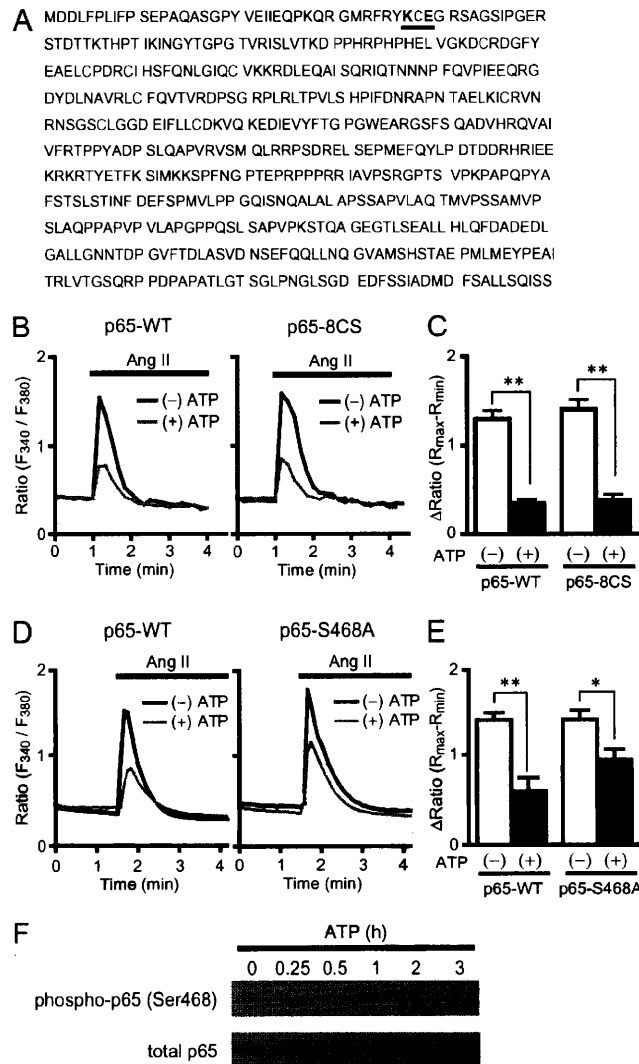 A
MDDLFPLIFP SEPAQASGPY VEIIEQPKQR GMRFRYKCEG RSAGSIPGER
STDTTKTHPT IKINGYTGPG TVRISLVTKD PPHRPHPHEL VGKDCRDGFY
EAELCPDRCI HSFQNLGIQC VKKRDLEQAI SQRIQTNNNP FQVPIEEQRG
DYDLNAVRLC FQVTVRDPSG RPLRLTPVLS HPIFDNRAPN TAELKICRVN
RNSGSCLGGD EIFLLCDKVQ KEDIEVYFTG PGWEARGSFS QADVHRQVAI
VFRTPPYADP SLQAPVRVSM QLRRPSDREL SEPMEFQYLP DTDDRHRIEE
KRKRTYETFK SIMKKSPFNG PTEPRPPPRR IAVPSRGPTS VPKPAPQPYA
FSTSLSTINF DEFSPMVLPP GQISNQALAL APSSAPVLAQ TMVPSSAMVP
SLAQPPAPVP VLAPGPPQSL SAPVPKSTQA GEGTLSEALL HLQFDADEDL
GALLGNNTDP GVFTDLASVD NSEFQQLLNQ GVAMSHSTAE PMLMEYPEAI
TRLVTGSQRP PDPAPATLGT SGLPNGLSGD EDFSSIADMD FSALLSQISS
B
p65-WT
Ang II
(−) ATP
(+) ATP
Ratio (F340 / F380)
2
1
0
0 1 2 3 4
Time (min)
p65-8CS
Ang II
(−) ATP
(+) ATP
0 1 2 3 4
Time (min)
C
ΔRatio (Rmax-Rmin)
2
1
0
** **
ATP (−) (+) (−) (+)
p65-WT p65-8CS
D
p65-WT
Ang II
(−) ATP
(+) ATP
Ratio (F340 / F380)
2
1
0
0 1 2 3 4
Time (min)
p65-S468A
Ang II
(−) ATP
(+) ATP
0 1 2 3 4
Time (min)
E
ΔRatio (Rmax-Rmin)
2
1
0
** *
ATP (−) (+) (−) (+)
p65-WT p65-S468A
F
ATP (h)
0 0.25 0.5 1 2 3
phospho-p65 (Ser468)
total p65